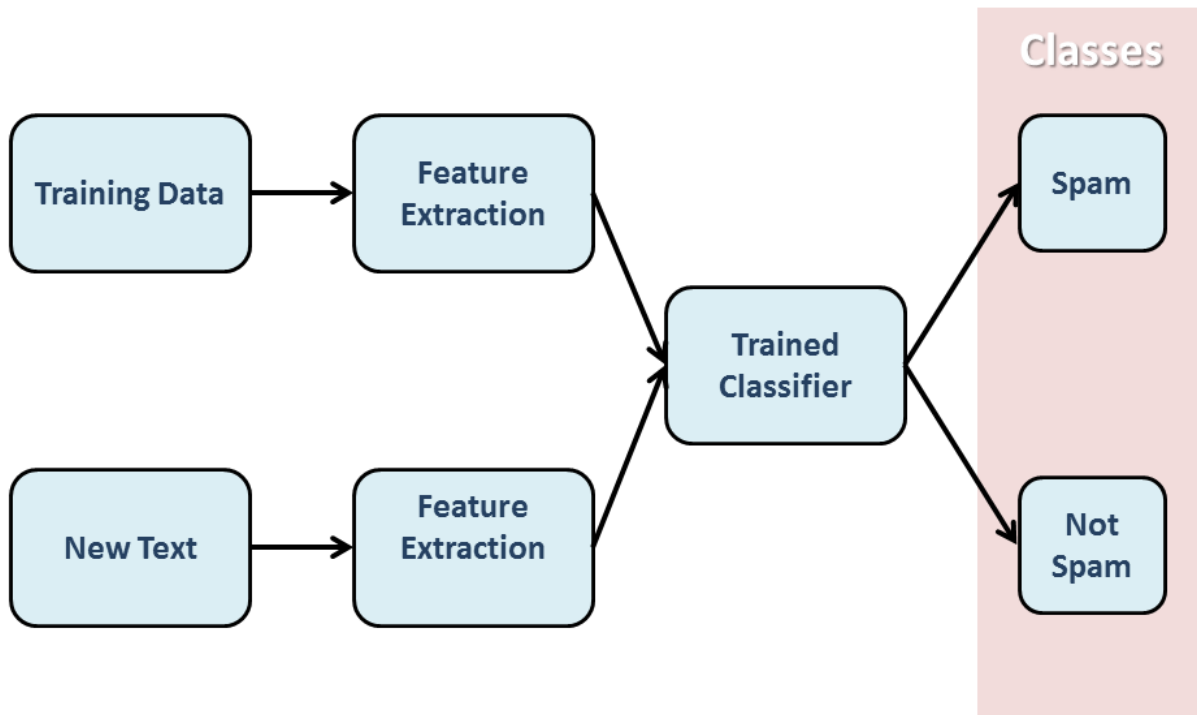 Classes
Training Data
Feature
Extraction
Spam
Trained
Classifier
New Text
Feature
Extraction
Not
Spam